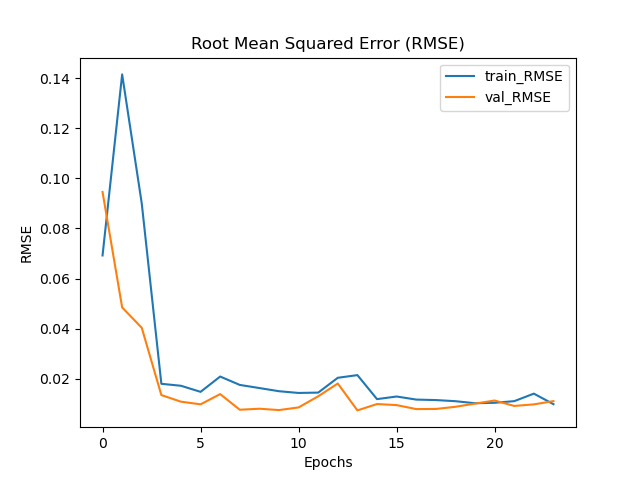 Root Mean Squared Error (RMSE)
train_RMSE
val_RMSE
0.14
0.12
0.10
0.08
0.06
0.04
0.02
RMSE
0 5 10 15 20
Epochs